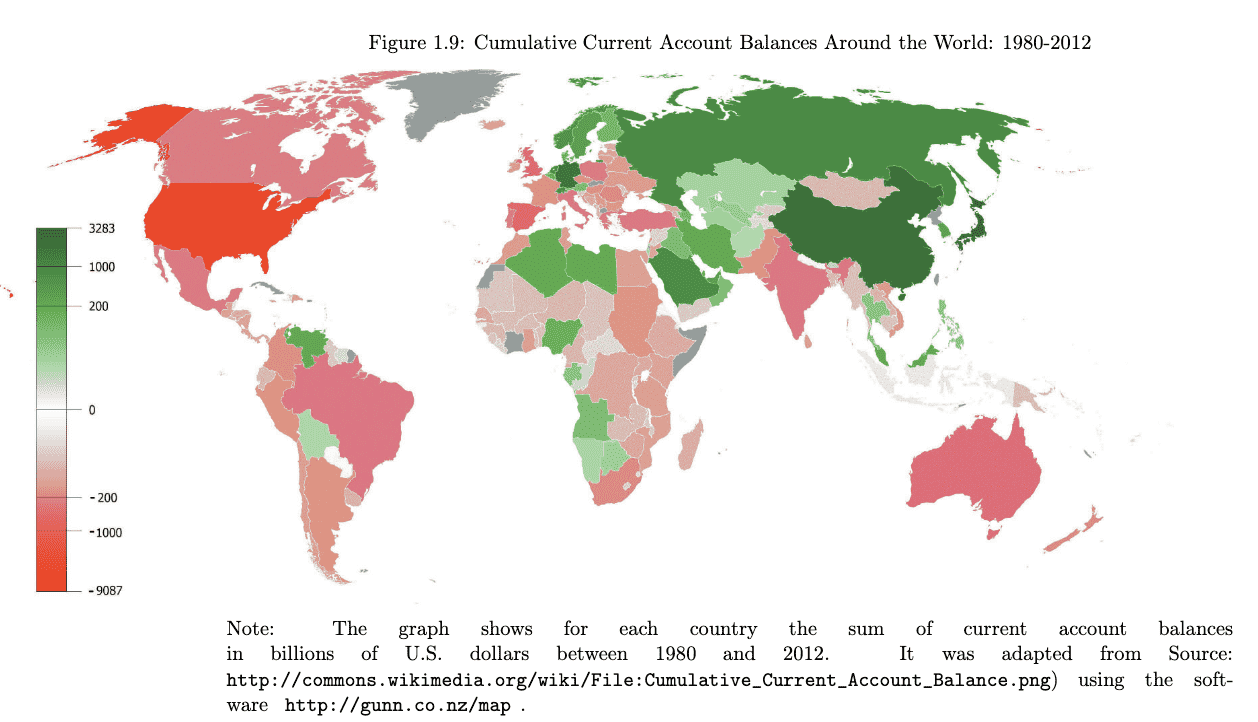 Figure 1.9: Cumulative Current Account Balances Around the World: 1980-2012
3283
1000
200
0
-200
-1000
-9087
Note: The graph shows for each country the sum of current account balances
in billions of U.S. dollars between 1980 and 2012. It was adapted from Source:
http://commons.wikimedia.org/wiki/File:Cumulative_Current_Account_Balance.png) using the soft-
ware http://gunn.co.nz/map .